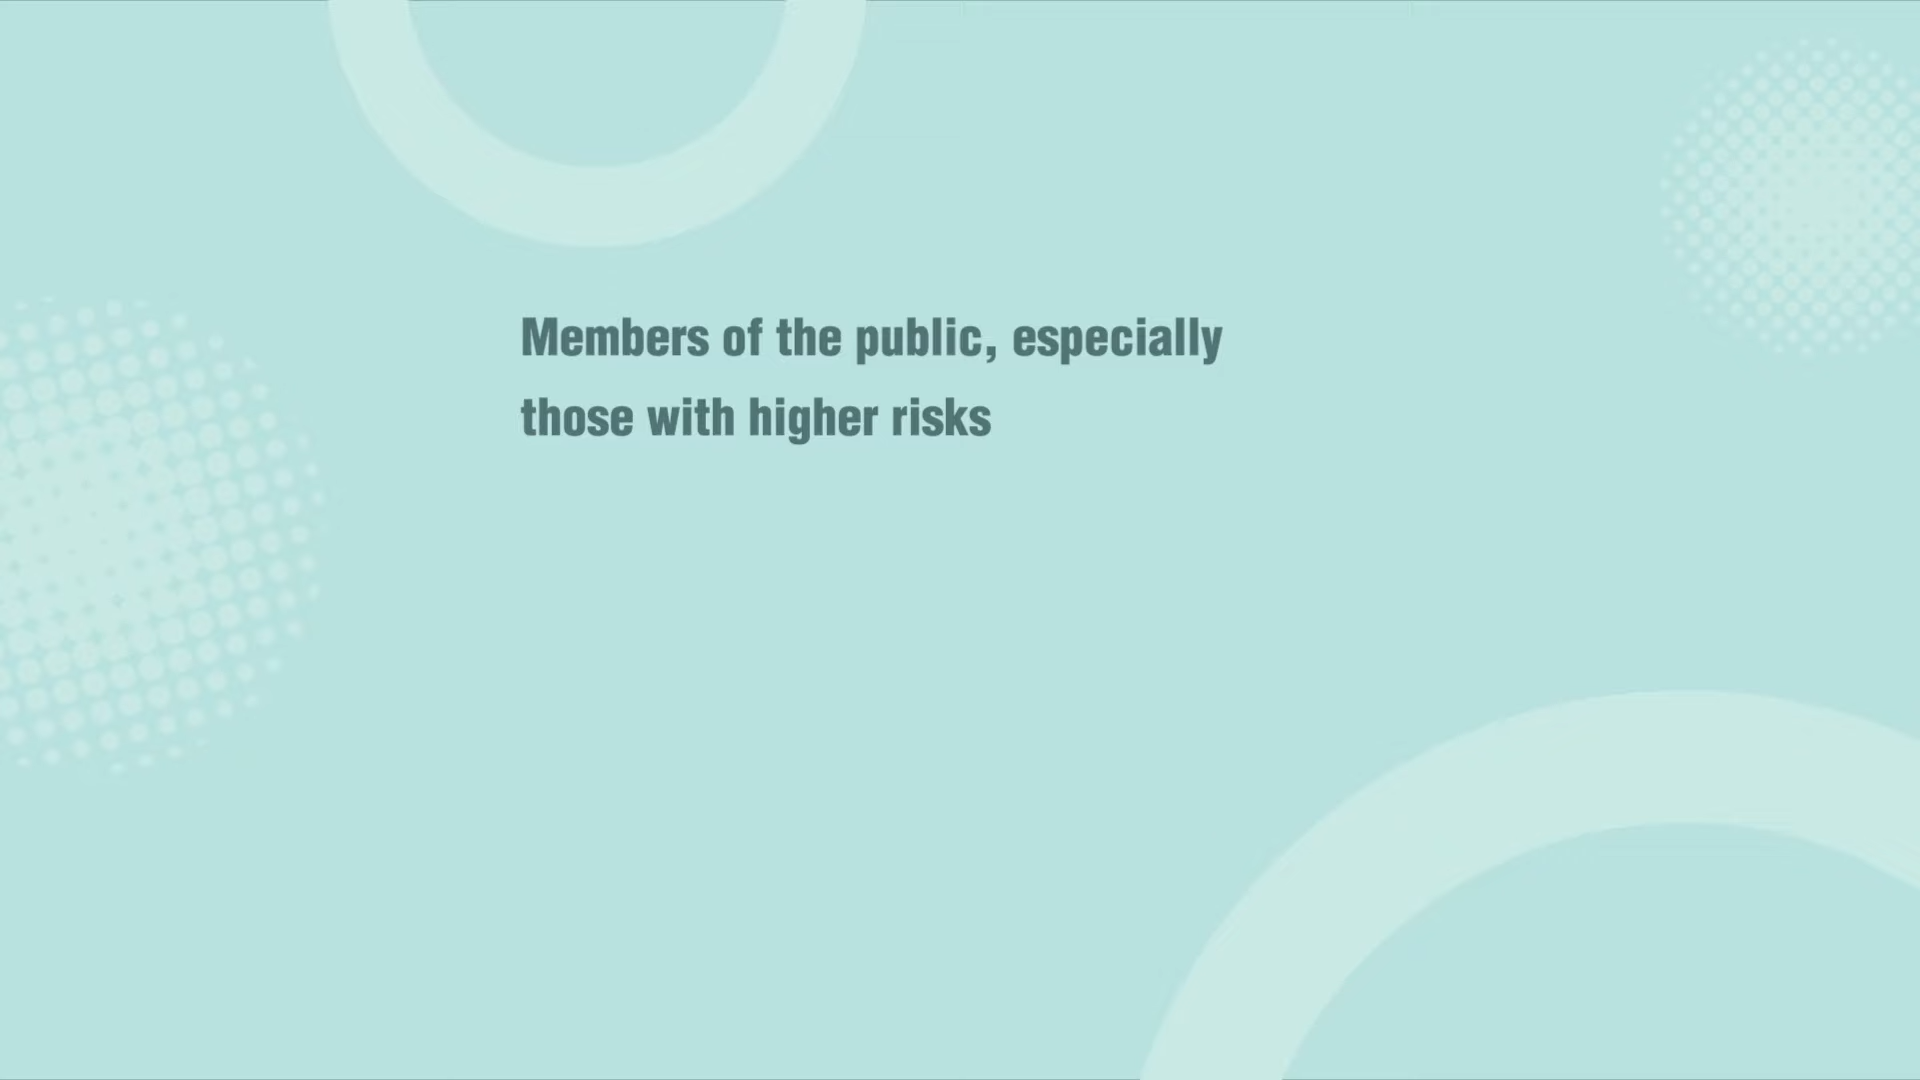 Members of the public, especially
those with higher risks